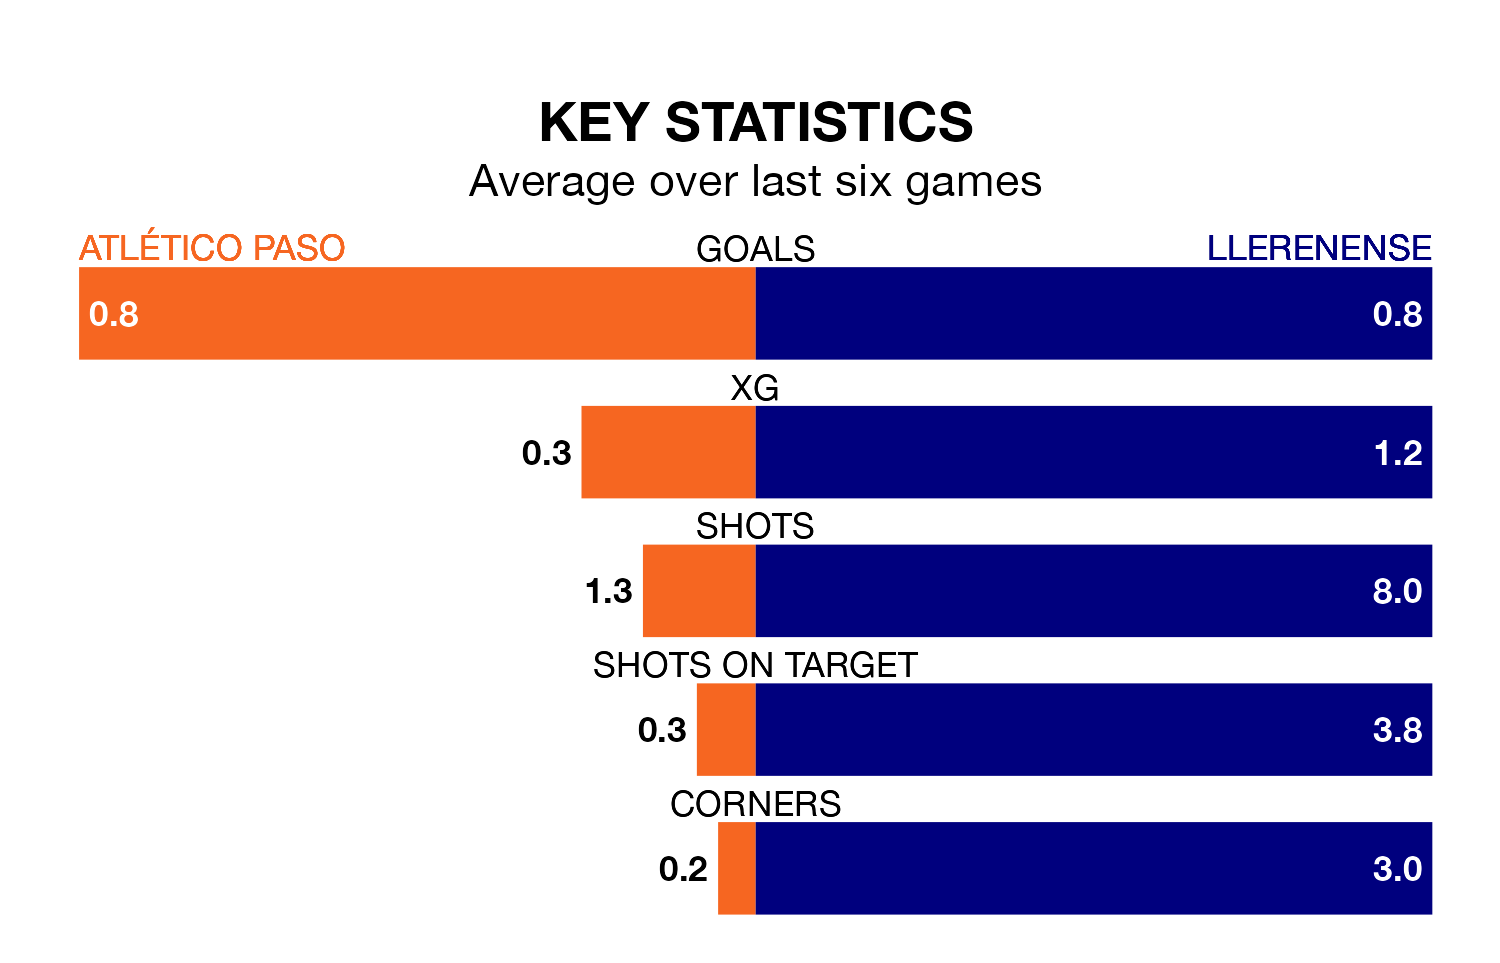 KEY STATISTICS
Average over last six games
ATLÉTICO PASO GOALS LLERENENSE
0.8 0.8
XG
0.3 1.2
SHOTS
1.3 8.0
SHOTS ON TARGET
0.3 3.8
CORNERS
0.2 3.0